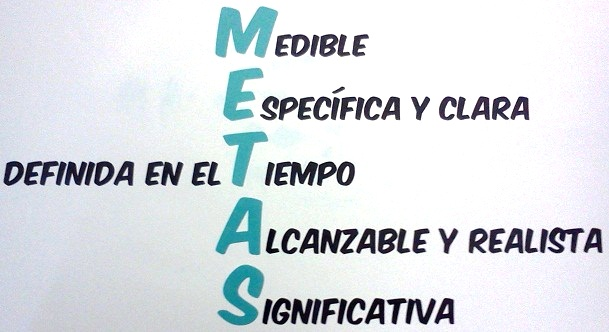 MEDIBLE
ESPECÍFICA Y CLARA
DEFINIDA EN EL TIEMPO
ALCANZABLE Y REALISTA
SIGNIFICATIVA